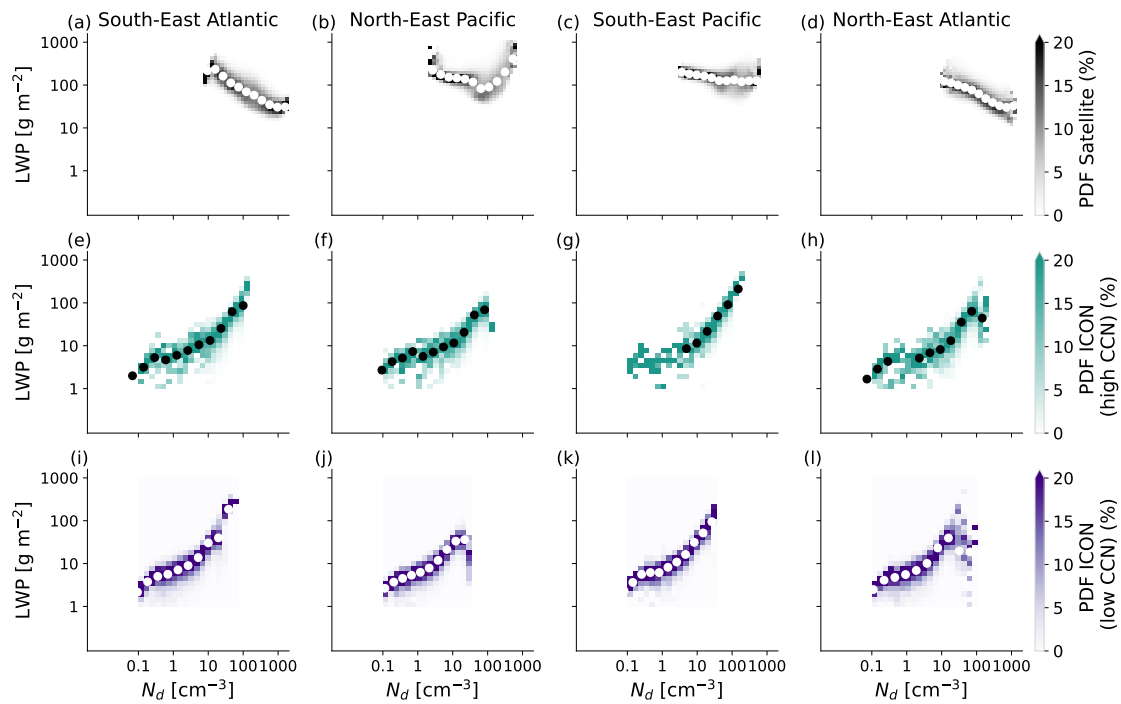 (a) South-East Atlantic (b) North-East Pacific (c) South-East Pacific (d) North-East Atlantic
1000
100
10
1
LWP [g m−2]
20
15
10
5
0
PDF Satellite (%)
(e) (f) (g) (h)
1000
100
10
1
LWP [g m−2]
20
15
10
5
0
PDF ICON
(high CCN) (%)
(i) (j) (k) (l)
1000
100
10
1
LWP [g m−2]
20
15
10
5
0
PDF ICON
(low CCN) (%)
0.1 1 10 100 1000 0.1 1 10 100 1000 0.1 1 10 100 1000 0.1 1 10 100 1000
Nd [cm−3] Nd [cm−3] Nd [cm−3] Nd [cm−3]